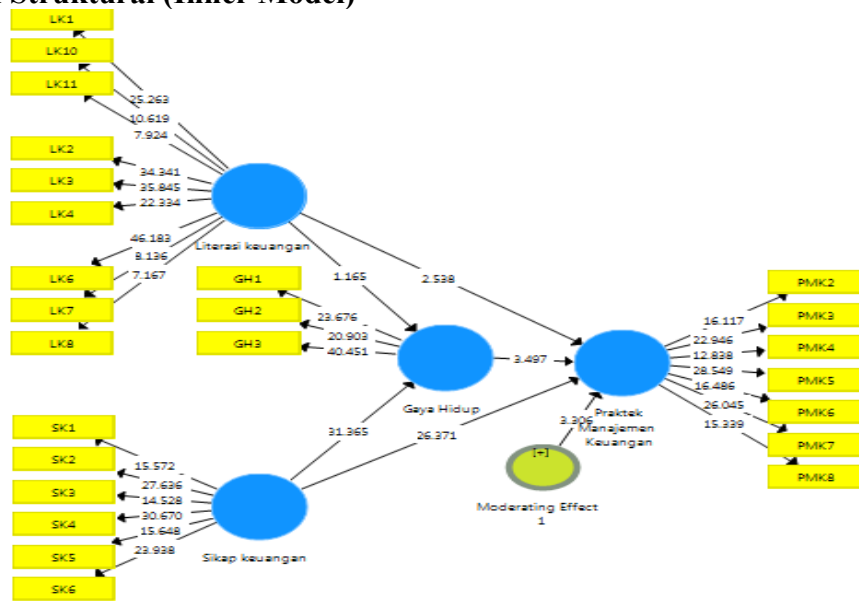 Struktural (Inner Model)
LK1
LK10
LK11
25.263
10.619
7.924
LK2
LK3
LK4
34.341
35.845
22.334
LK6
LK7
LK8
46.183
8.136
7.167
Literasi keuangan
1.165
2.538
GH1
GH2
GH3
23.676
20.903
40.451
Gaya Hidup
3.497
PMK2
PMK3
PMK4
PMK5
PMK6
PMK7
PMK8
16.117
22.946
12.838
28.549
16.486
26.045
15.339
Praktek
Manajemen
Keuangan
3.306
[+]
Moderating Effect
1
31.365
26.371
SK1
SK2
SK3
SK4
SK5
SK6
15.572
27.636
14.528
30.670
15.648
23.938
Sikap keuangan